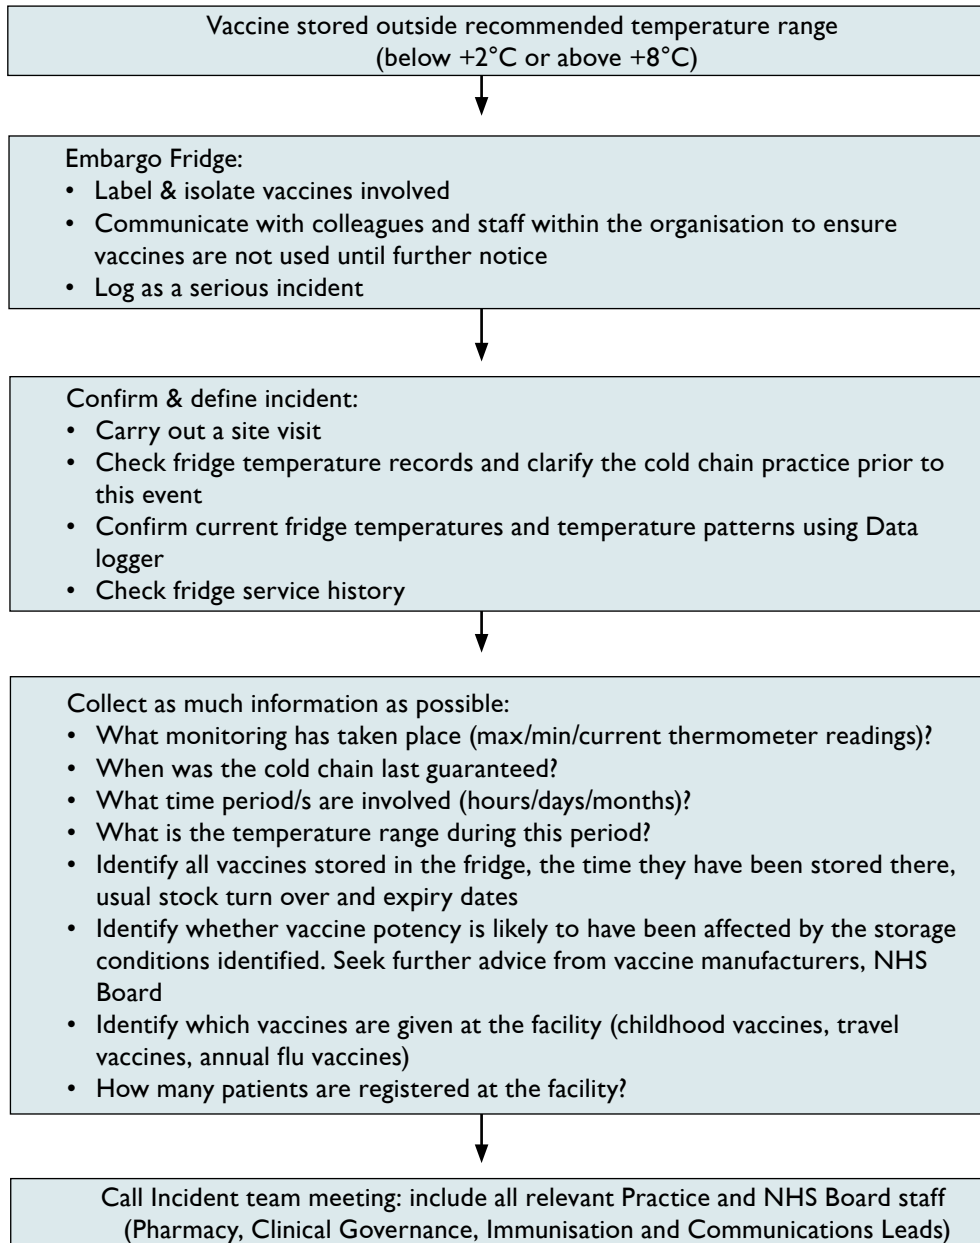 Vaccine stored outside recommended temperature range
(below +2°C or above +8°C)
Embargo Fridge:
• Label & isolate vaccines involved
• Communicate with colleagues and staff within the organisation to ensure
vaccines are not used until further notice
• Log as a serious incident
Confirm & define incident:
• Carry out a site visit
• Check fridge temperature records and clarify the cold chain practice prior to
this event
• Confirm current fridge temperatures and temperature patterns using Data
logger
• Check fridge service history
Collect as much information as possible:
• What monitoring has taken place (max/min/current thermometer readings)?
• When was the cold chain last guaranteed?
• What time period/s are involved (hours/days/months)?
• What is the temperature range during this period?
• Identify all vaccines stored in the fridge, the time they have been stored there,
usual stock turn over and expiry dates
• Identify whether vaccine potency is likely to have been affected by the storage
conditions identified. Seek further advice from vaccine manufacturers, NHS
Board
• Identify which vaccines are given at the facility (childhood vaccines, travel
vaccines, annual flu vaccines)
• How many patients are registered at the facility?
Call Incident team meeting: include all relevant Practice and NHS Board staff
(Pharmacy, Clinical Governance, Immunisation and Communications Leads)